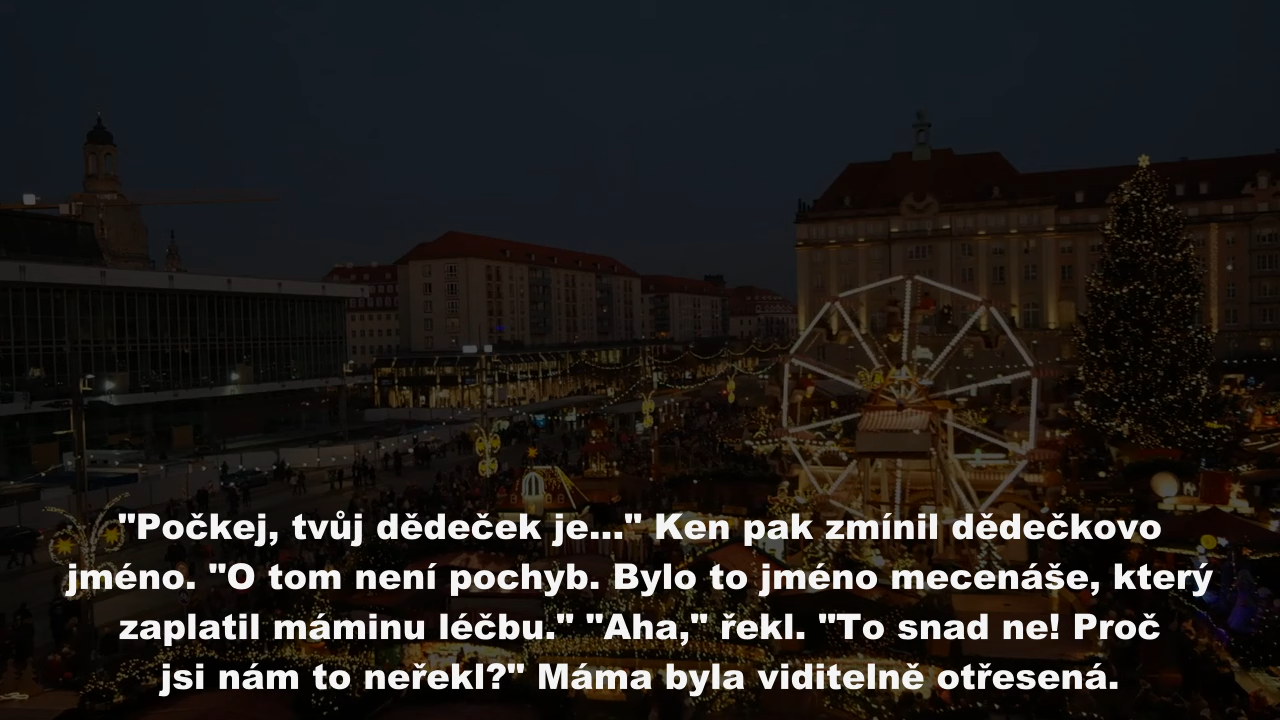 "Počkej, tvůj dědeček je..." Ken pak zmínil dědečkovo
jméno. "O tom není pochyb. Bylo to jméno mecenáše, který
zaplatil máminu léčbu." "Aha," řekl. "To snad ne! Proč
jsi nám to neřekl?" Máma byla viditelně otřesená.